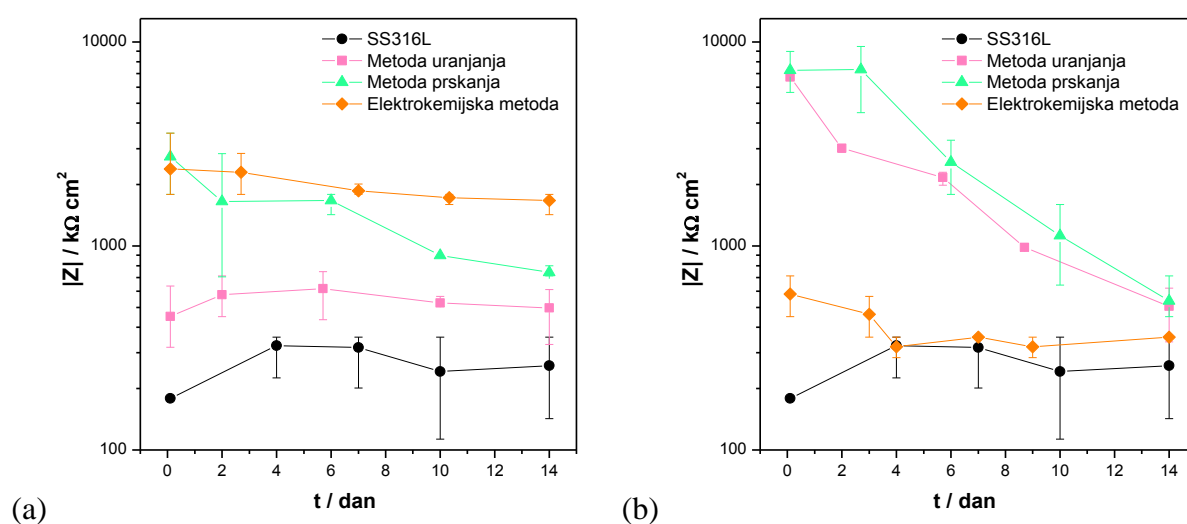 10000
1000
100
|Z| / kΩ cm²
0 2 4 6 8 10 12 14
t / dan
SS316L
Metoda uranjanja
Metoda prskanja
Elektrokemijska metoda
(a)
10000
1000
100
|Z| / kΩ cm²
0 2 4 6 8 10 12 14
t / dan
SS316L
Metoda uranjanja
Metoda prskanja
Elektrokemijska metoda
(b)